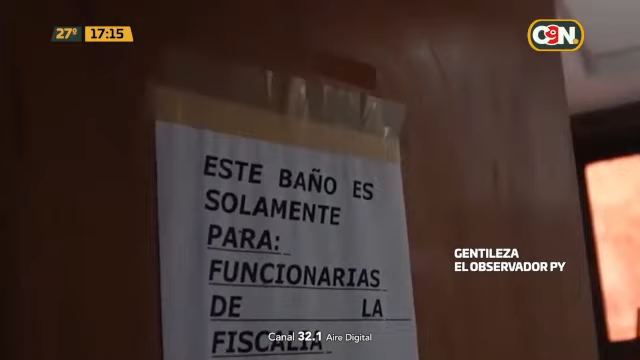 27º 17:15
C9N.
ESTE BAÑO ES
SOLAMENTE
PARA:
FUNCIONARIAS
DE LA
FISCALIA
GENTILEZA
EL OBSERVADOR PY
Canal 32.1 Aire Digital